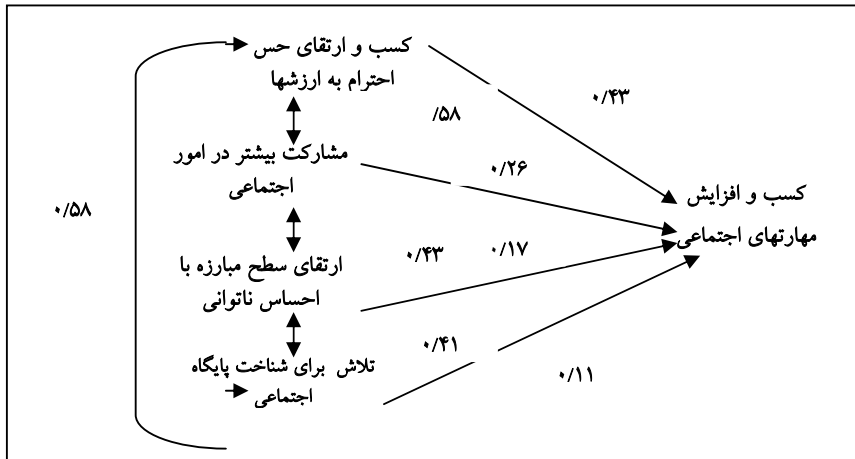 کسب و ارتقای حس
احترام به ارزشها
۰/۴۳
/۵۸
مشارکت بیشتر در امور
اجتماعی
۰/۲۶
کسب و افزایش
مهارتهای اجتماعی
۰/۵۸
ارتقای سطح مبارزه با
احساس ناتوانی
۰/۴۳
۰/۱۷
تلاش برای شناخت پایگاه
اجتماعی
۰/۴۱
۰/۱۱